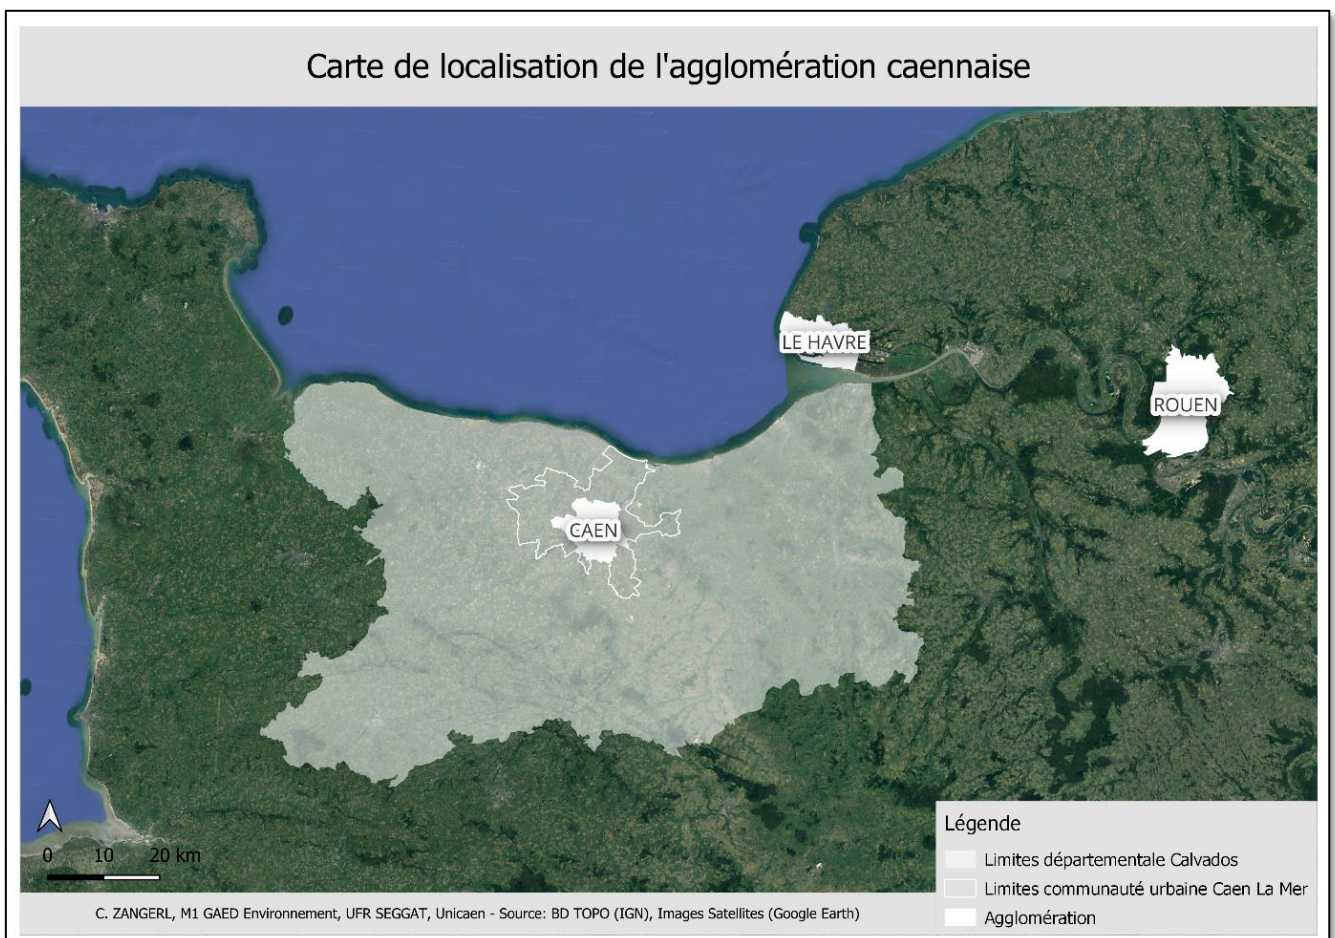 Carte de localisation de l'agglomération caennaise
LE HAVRE
ROUEN
CAEN
0 10 20 km
Légende
Limites départementale Calvados
Limites communauté urbaine Caen La Mer
Agglomération
C. ZANGERL, M1 GAED Environnement, UFR SEGGAT, Unicaen - Source: BD TOPO (IGN), Images Satellites (Google Earth)